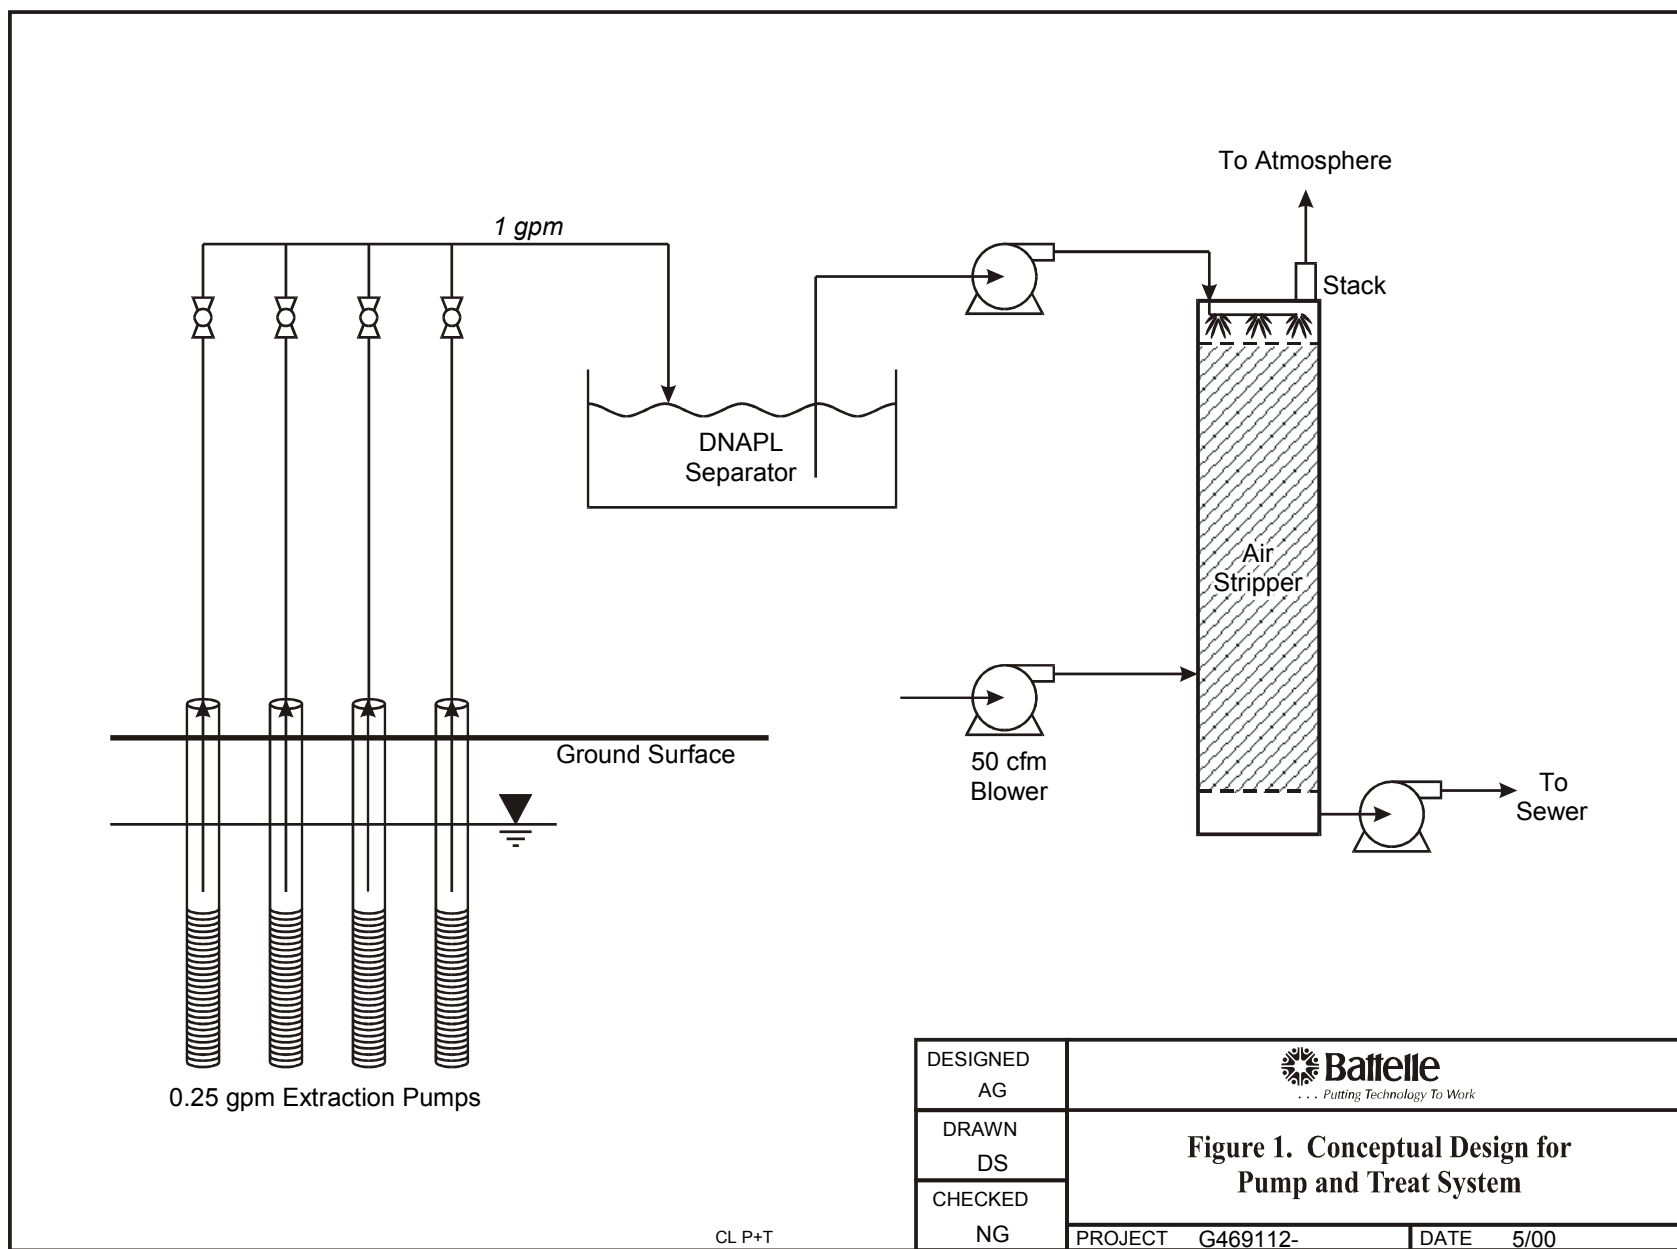 To Atmosphere
1 gpm
Stack
DNAPL
Separator
Air
Stripper
Ground Surface
50 cfm
Blower
To
Sewer
0.25 gpm Extraction Pumps
DESIGNED
AG
Battelle
. . . Putting Technology To Work
DRAWN
DS
Figure 1. Conceptual Design for
Pump and Treat System
CHECKED
NG
CL P+T
PROJECT G469112-
DATE 5/00